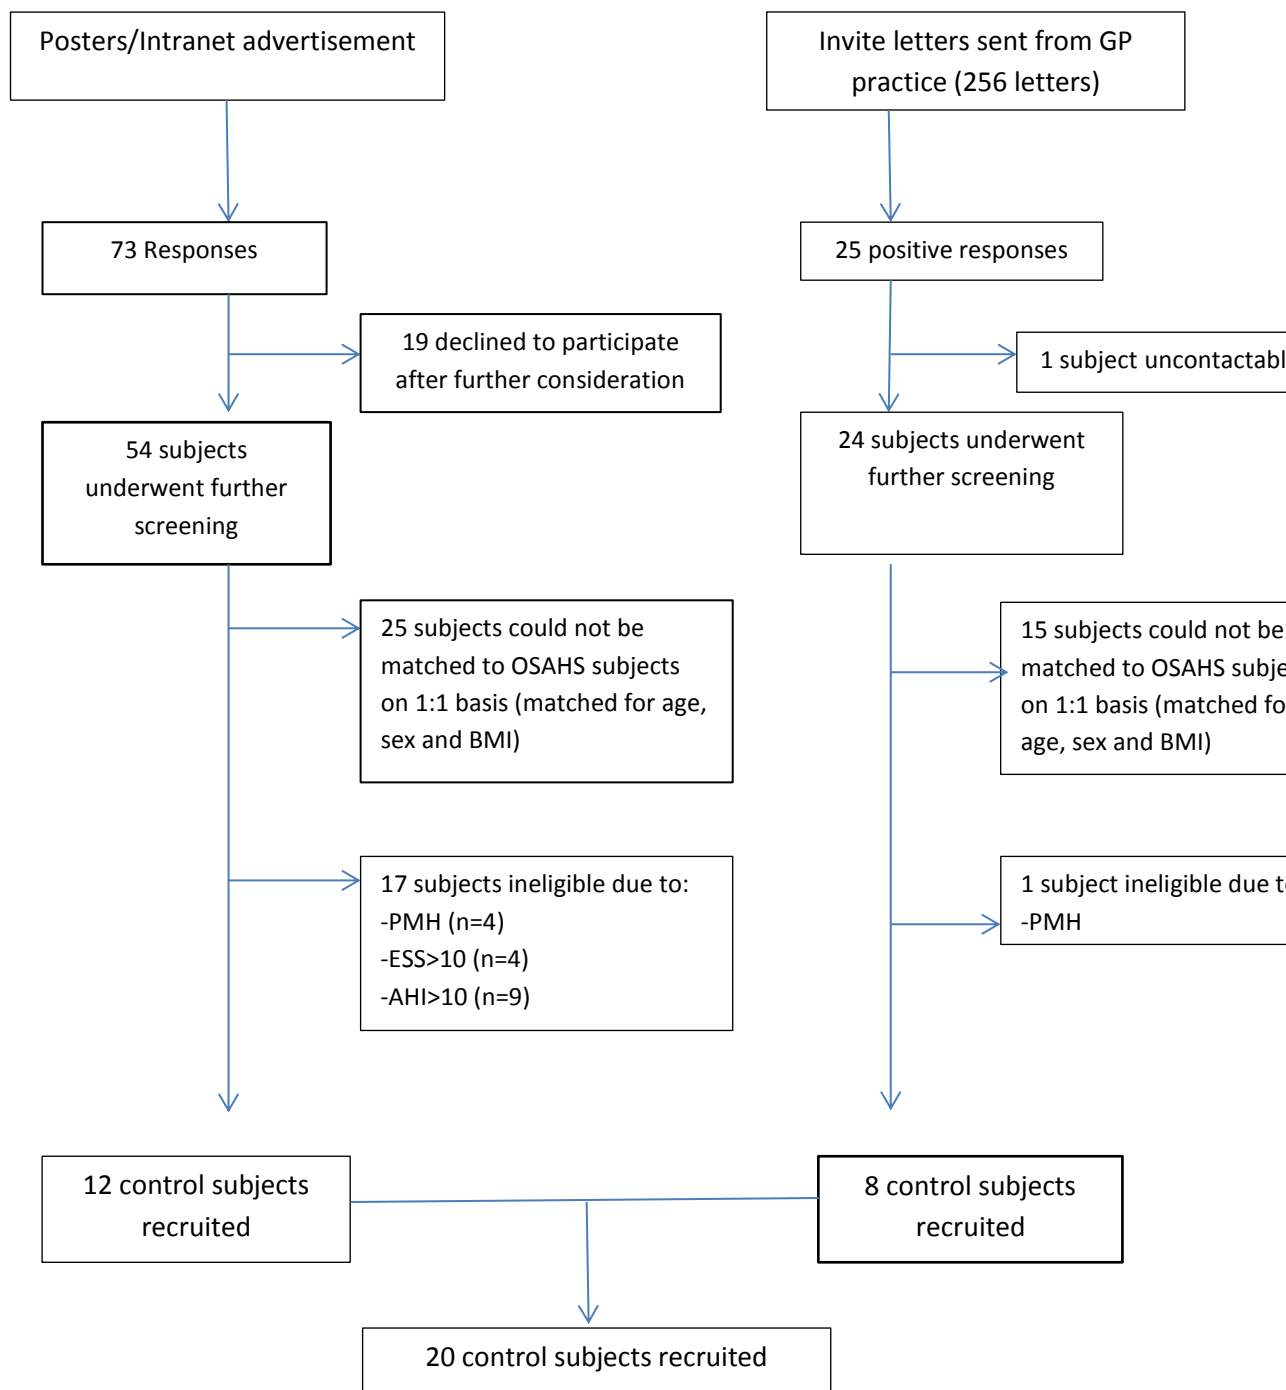 Posters/Intranet advertisement
Invite letters sent from GP
practice (256 letters)
73 Responses
25 positive responses
19 declined to participate
after further consideration
1 subject uncontactabl
54 subjects
underwent further
screening
24 subjects underwent
further screening
25 subjects could not be
matched to OSAHS subjects
on 1:1 basis (matched for age,
sex and BMI)
15 subjects could not be
matched to OSAHS subje
on 1:1 basis (matched fo
age, sex and BMI)
17 subjects ineligible due to:
-PMH (n=4)
-ESS>10 (n=4)
-AHI>10 (n=9)
1 subject ineligible due t
-PMH
12 control subjects
recruited
8 control subjects
recruited
20 control subjects recruited